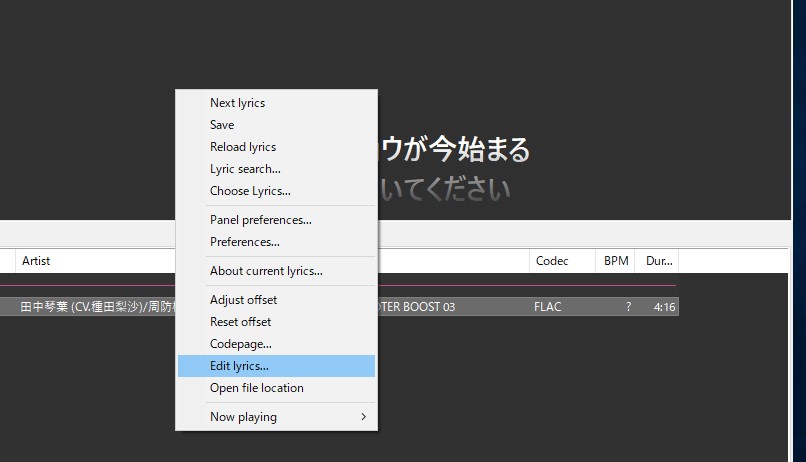 Next lyrics
Save
Reload lyrics
Lyric search...
Choose Lyrics...
Panel preferences...
Preferences...
About current lyrics...
Adjust offset
Reset offset
Codepage...
Edit lyrics...
Open file location
Now playing
ウが今始まる
いてください
Artist Codec BPM Dur...
田中琴葉 (CV.種田梨沙)/周防 TER BOOST 03 FLAC ? 4:16